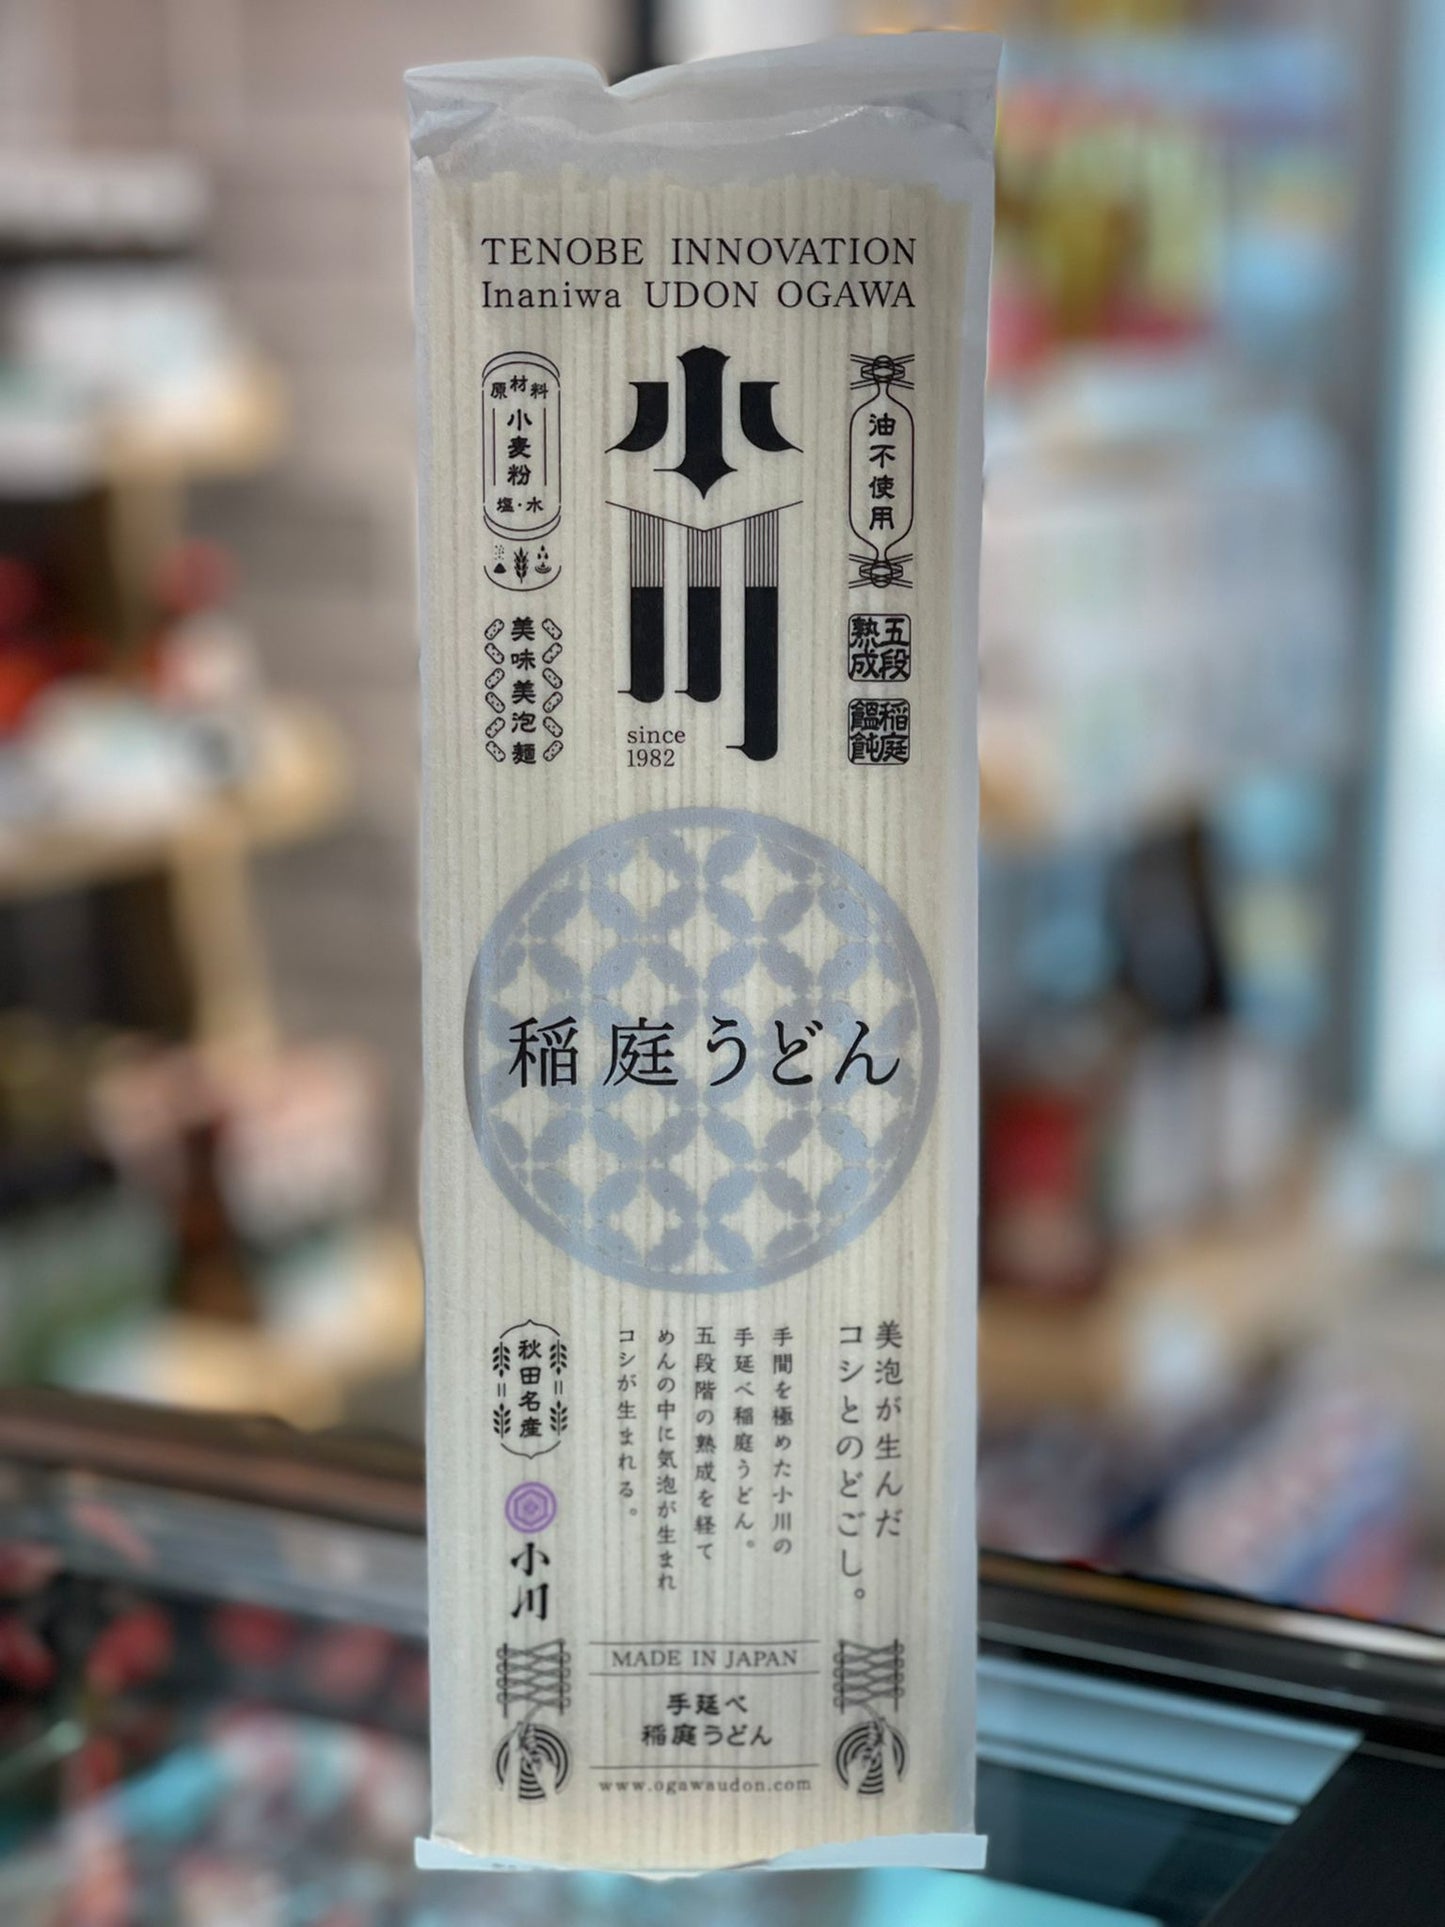 TENOBE INNOVATION
Inaniwa UDON OGAWA
小川
since
1982
原材料
小麦粉
塩・水
美味美泡麺
油不使用
五段
熟成
稲庭
饂飩
稲庭うどん
美泡が生んだ
コシとのどごし。
手間を極めた小川の
手延べ稲庭うどん。
五段階の熟成を経て
めんの中に気泡が生まれ
コシが生まれる。
秋田名産
小川
MADE IN JAPAN
手延べ
稲庭うどん
www.ogawaudon.com